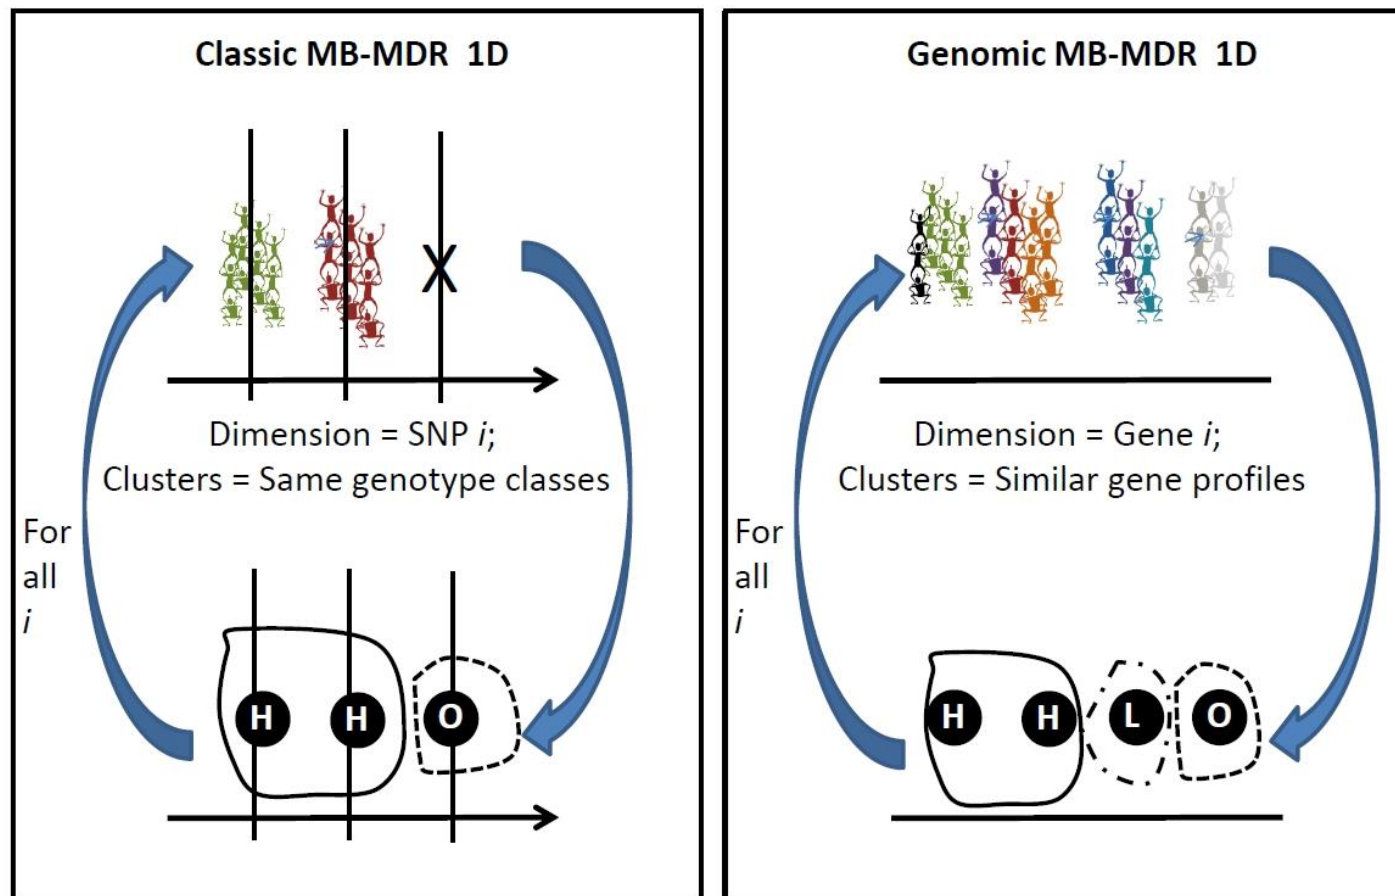 Classic MB-MDR 1D
X
Dimension = SNP i;
Clusters = Same genotype classes
For
all
i
H H O
Genomic MB-MDR 1D
Dimension = Gene i;
Clusters = Similar gene profiles
For
all
i
H H L O